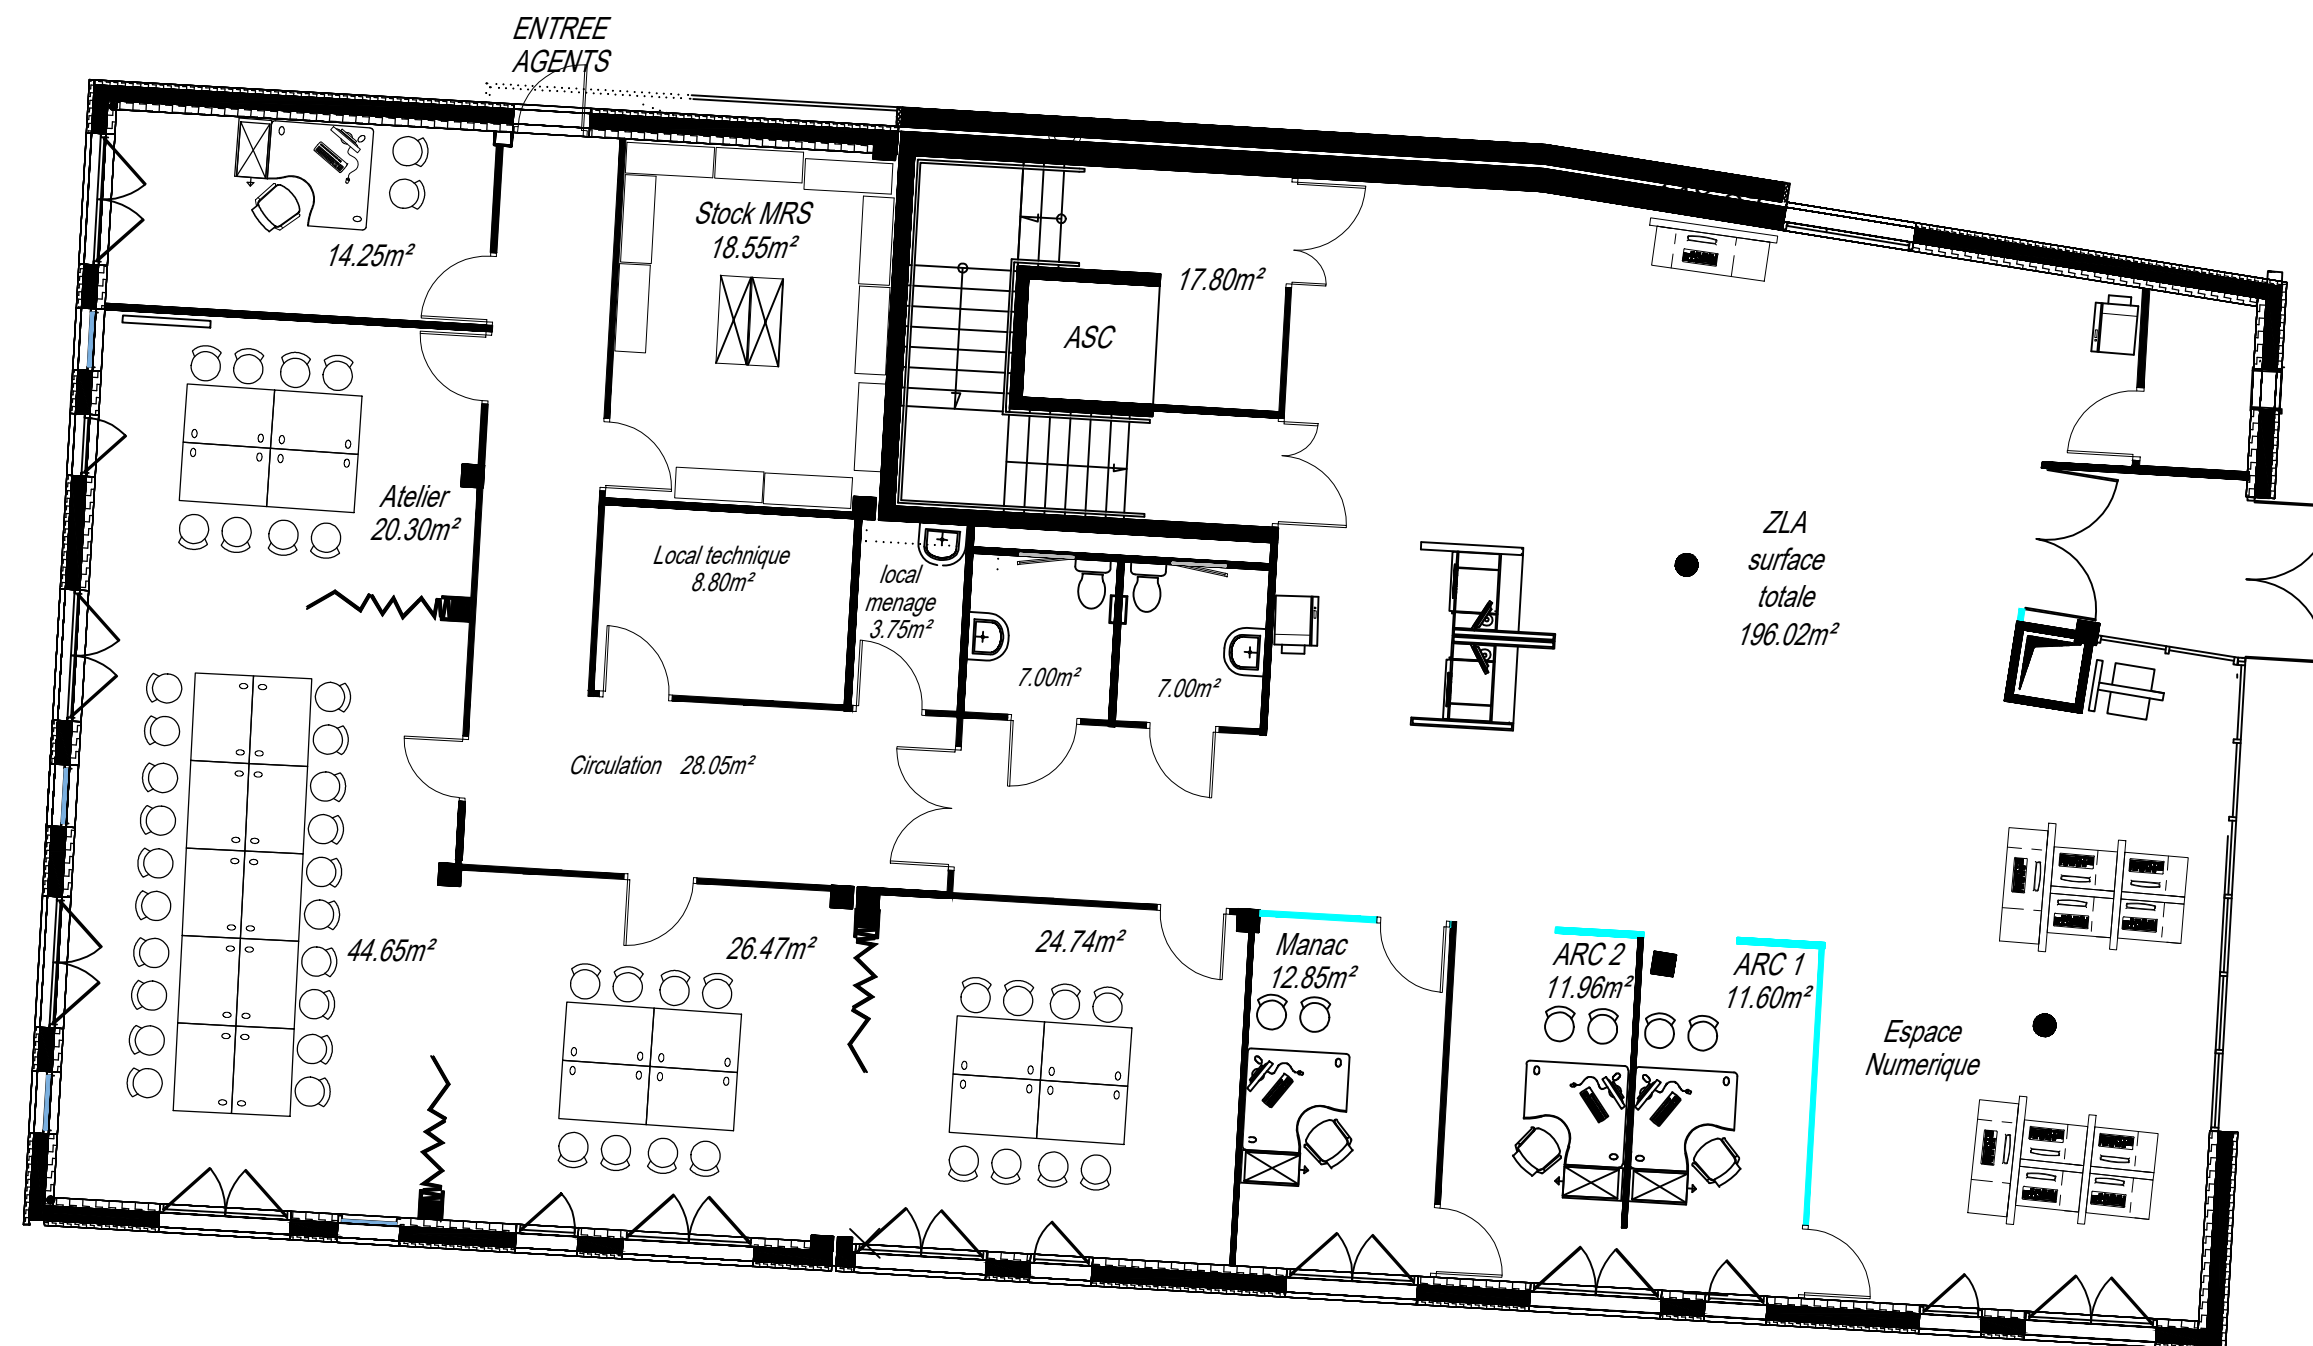 ENTREE
AGENTS
14.25m²
Stock MRS
18.55m²
17.80m²
ASC
Atelier
20.30m²
Local technique
8.80m²
local
menage
3.75m²
7.00m²
7.00m²
ZLA
surface
totale
196.02m²
Circulation 28.05m²
44.65m²
26.47m²
24.74m²
Manac
12.85m²
ARC 2
11.96m²
ARC 1
11.60m²
Espace
Numerique